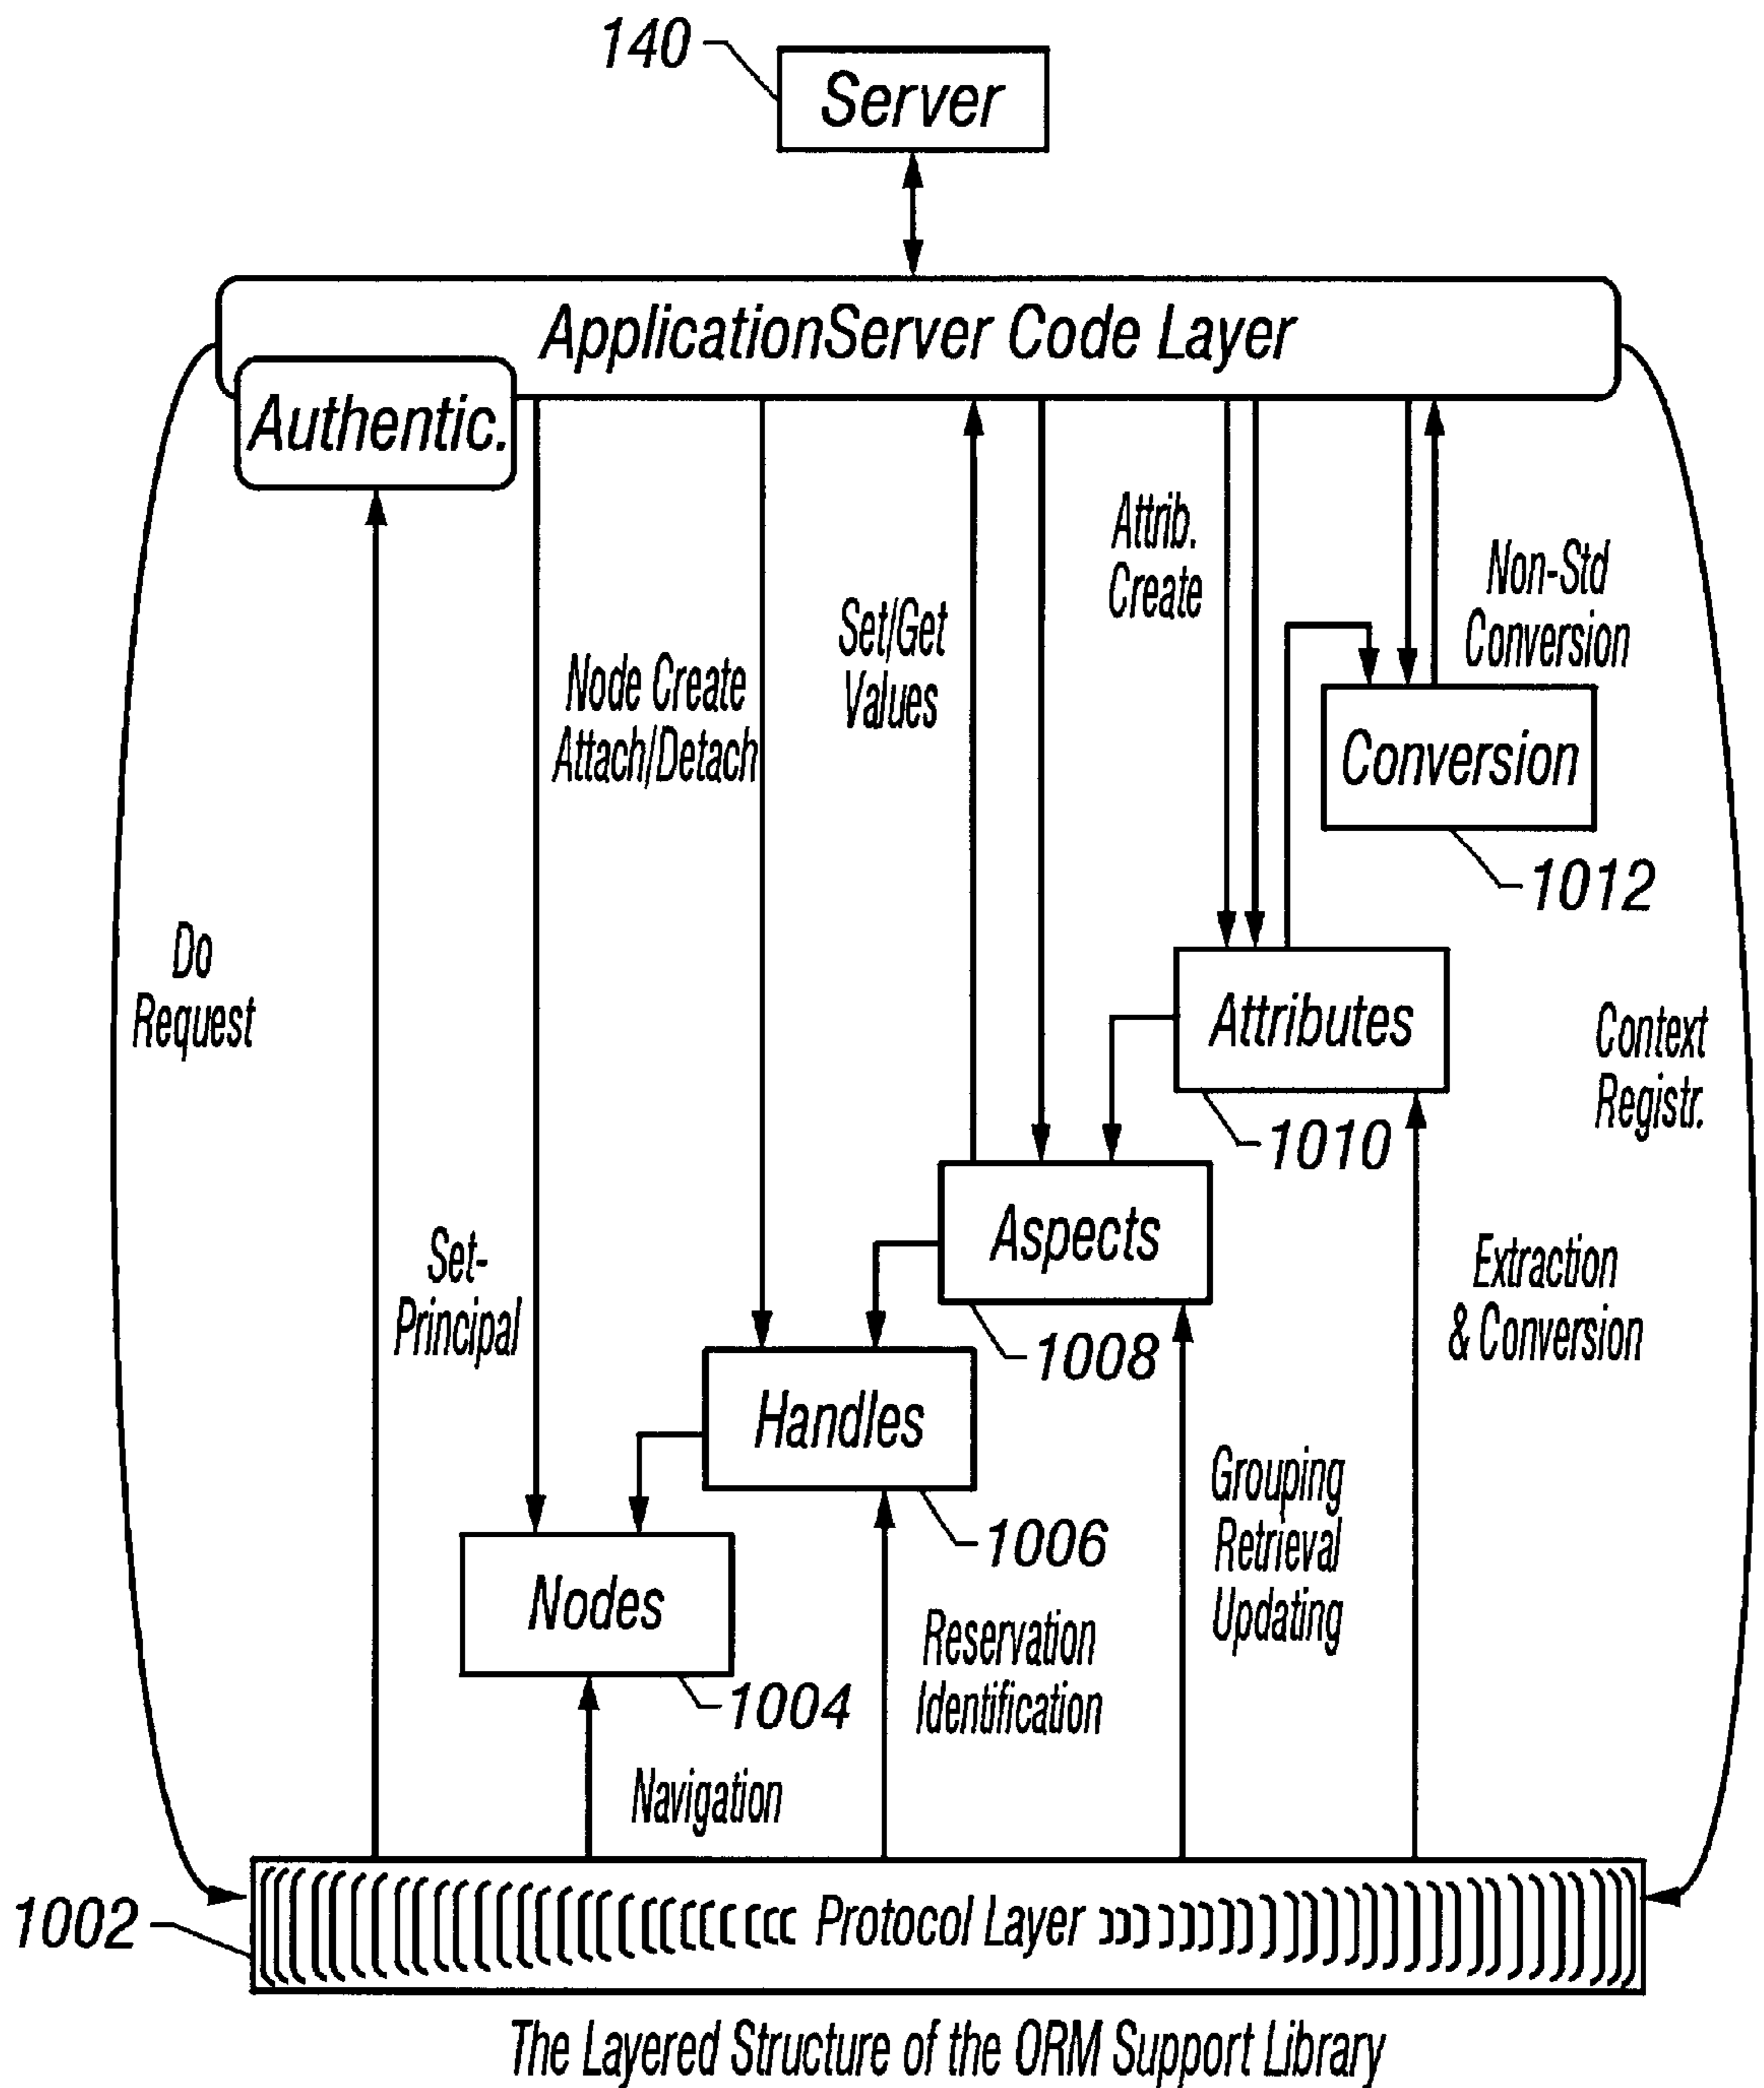 140
Server
ApplicationServer Code Layer
Authentic.
Attrib.
Create
Non-Std
Conversion
Set/Get
Values
Node Create
Attach/Detach
Conversion
1012
Do
Request
Attributes
Context
Registr.
1010
Aspects
Set-
Principal
Extraction
& Conversion
1008
Handles
Grouping
Retrieval
Updating
1006
Nodes
Reservation
Identification
1004
Navigation
1002
Protocol Layer
The Layered Structure of the ORM Support Library